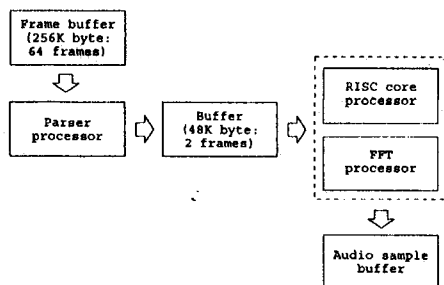 Frame buffer
(256K byte:
64 frames)
Parser
processor
Buffer
(48K byte:
2 frames)
RISC core
processor
FFT
processor
Audio sample
buffer